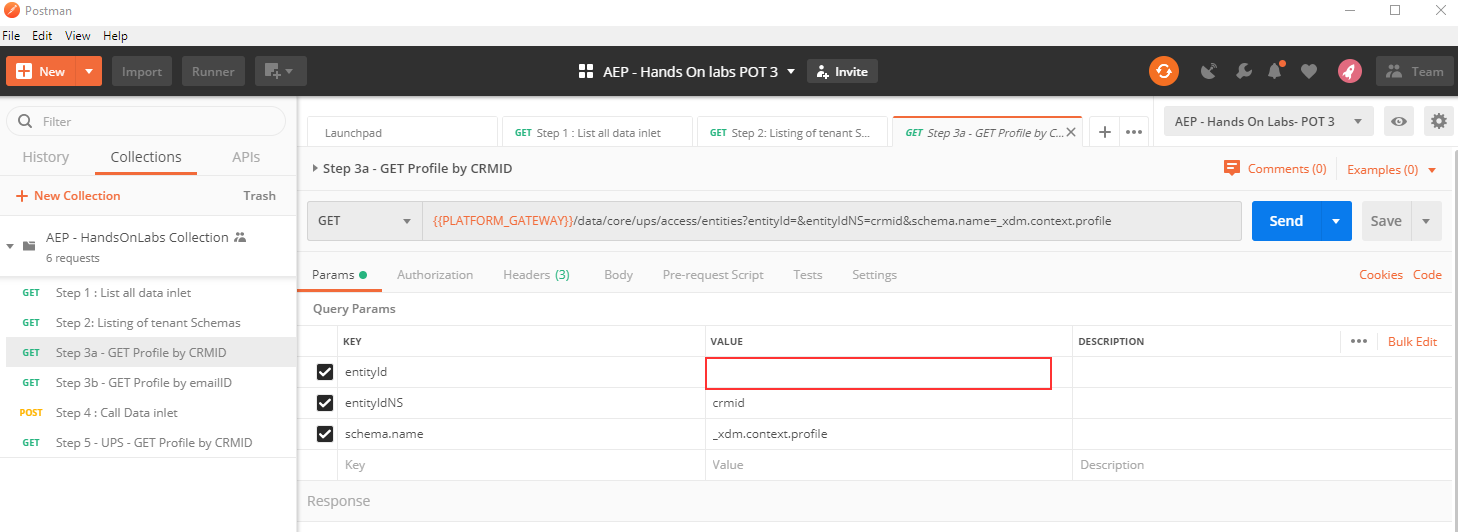 Postman
File Edit View Help
New Import Runner AEP - Hands On labs POT 3 Invite Team
Filter
History Collections APIs
New Collection Trash
AEP - HandsOnLabs Collection
6 requests
GET Step 1 : List all data inlet
GET Step 2: Listing of tenant Schemas
GET Step 3a - GET Profile by CRMID
GET Step 3b - GET Profile by emailID
POST Step 4 : Call Data inlet
GET Step 5 - UPS - GET Profile by CRMID
Launchpad GET Step 1 : List all data inlet GET Step 2: Listing of tenant S... GET Step 3a - GET Profile by C... AEP - Hands On Labs- POT 3
Step 3a - GET Profile by CRMID Comments (0) Examples (0)
GET {{PLATFORM_GATEWAY}}/data/core/ups/access/entities?entityId=&entityIdNS=crmid&schema.name=_xdm.context.profile Send Save
Params Authorization Headers (3) Body Pre-request Script Tests Settings Cookies Code
Query Params
KEY VALUE DESCRIPTION Bulk Edit
entityId
entityIdNS crmid
schema.name _xdm.context.profile
Key Value Description
Response